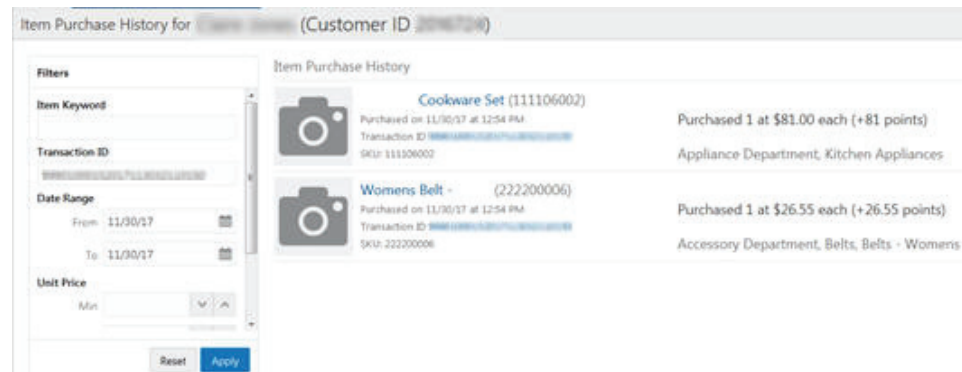 Item Purchase History for (Customer ID )
Filters
Item Keyword
Transaction ID
Date Range
From 11/30/17
To 11/30/17
Unit Price
Min
Reset Apply
Item Purchase History
Cookware Set (111106002)
Purchased on 11/30/17 at 12:54 PM
Transaction ID
SKU: 111106002
Purchased 1 at $81.00 each (+81 points)
Appliance Department, Kitchen Appliances
Womens Belt - (222200006)
Purchased on 11/30/17 at 12:54 PM
Transaction ID
SKU: 222200006
Purchased 1 at $26.55 each (+26.55 points)
Accessory Department, Belts, Belts - Womens